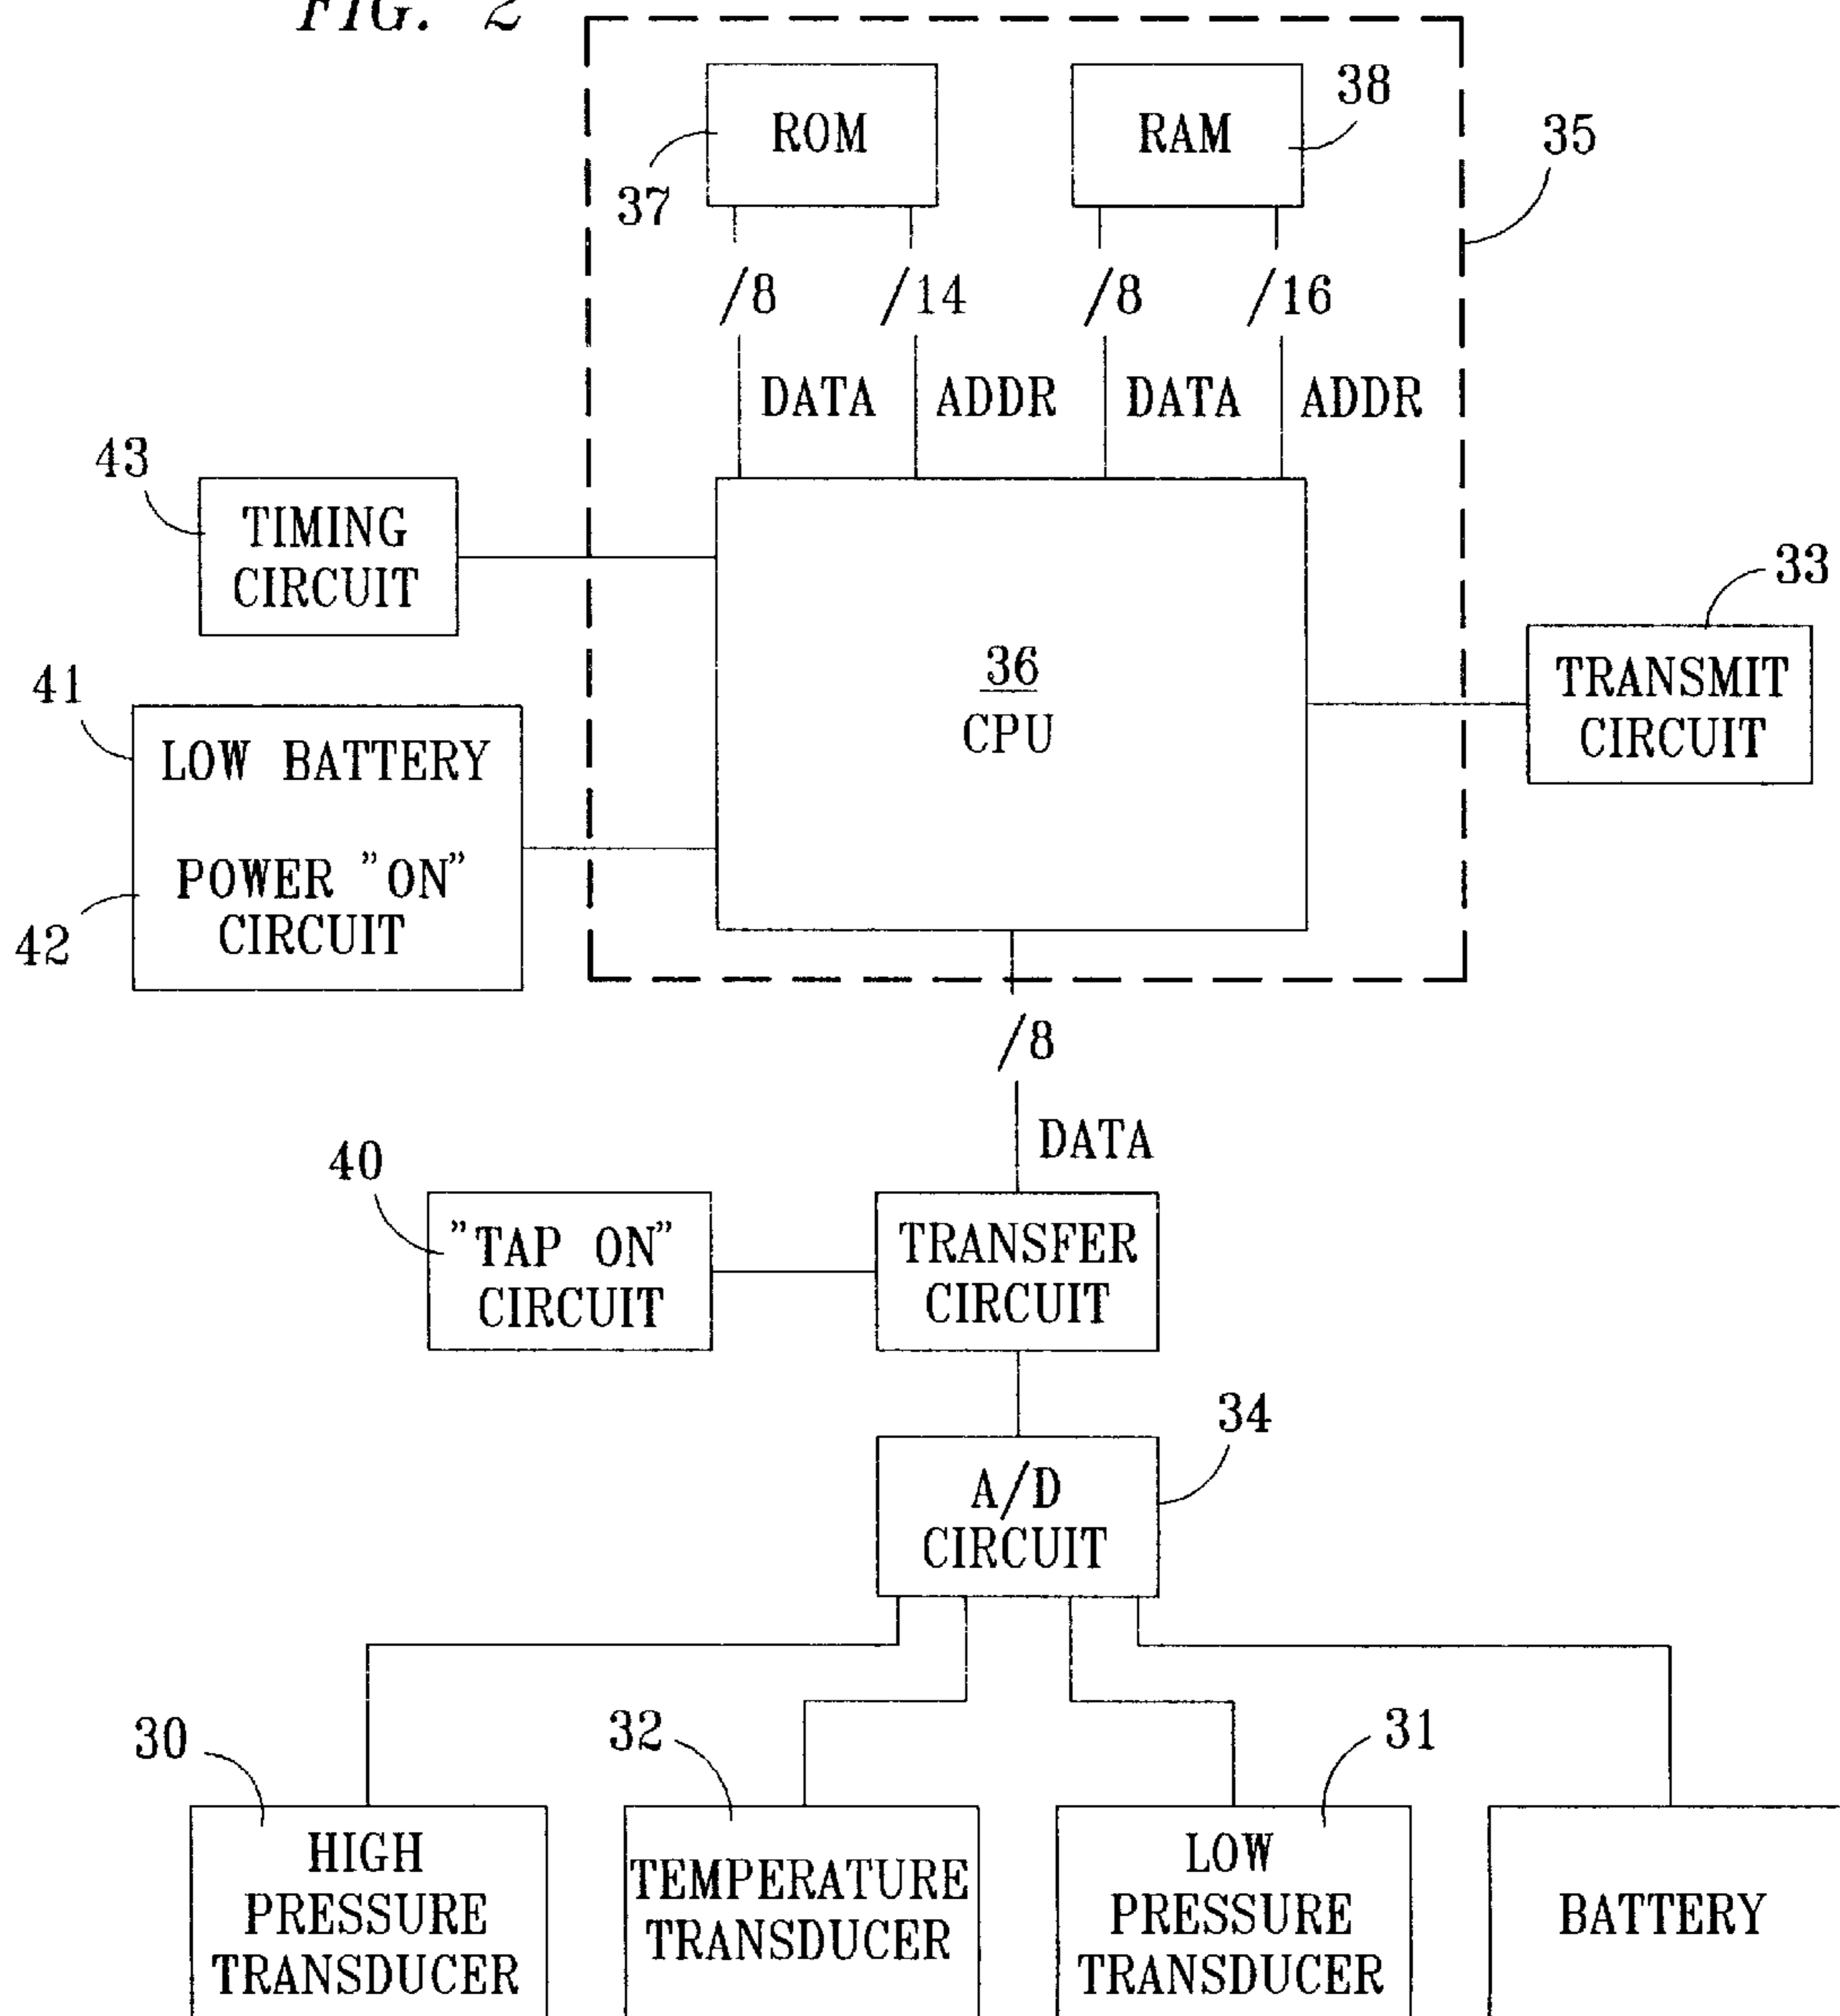 FIG. 2
ROM
RAM
38
35
37
/8
/14
/8
/16
DATA
ADDR
DATA
ADDR
43
TIMING
CIRCUIT
33
TRANSMIT
CIRCUIT
36
CPU
41
LOW BATTERY
POWER "ON"
CIRCUIT
42
/8
DATA
40
"TAP ON"
CIRCUIT
TRANSFER
CIRCUIT
34
A/D
CIRCUIT
30
32
31
HIGH
PRESSURE
TRANSDUCER
TEMPERATURE
TRANSDUCER
LOW
PRESSURE
TRANSDUCER
BATTERY